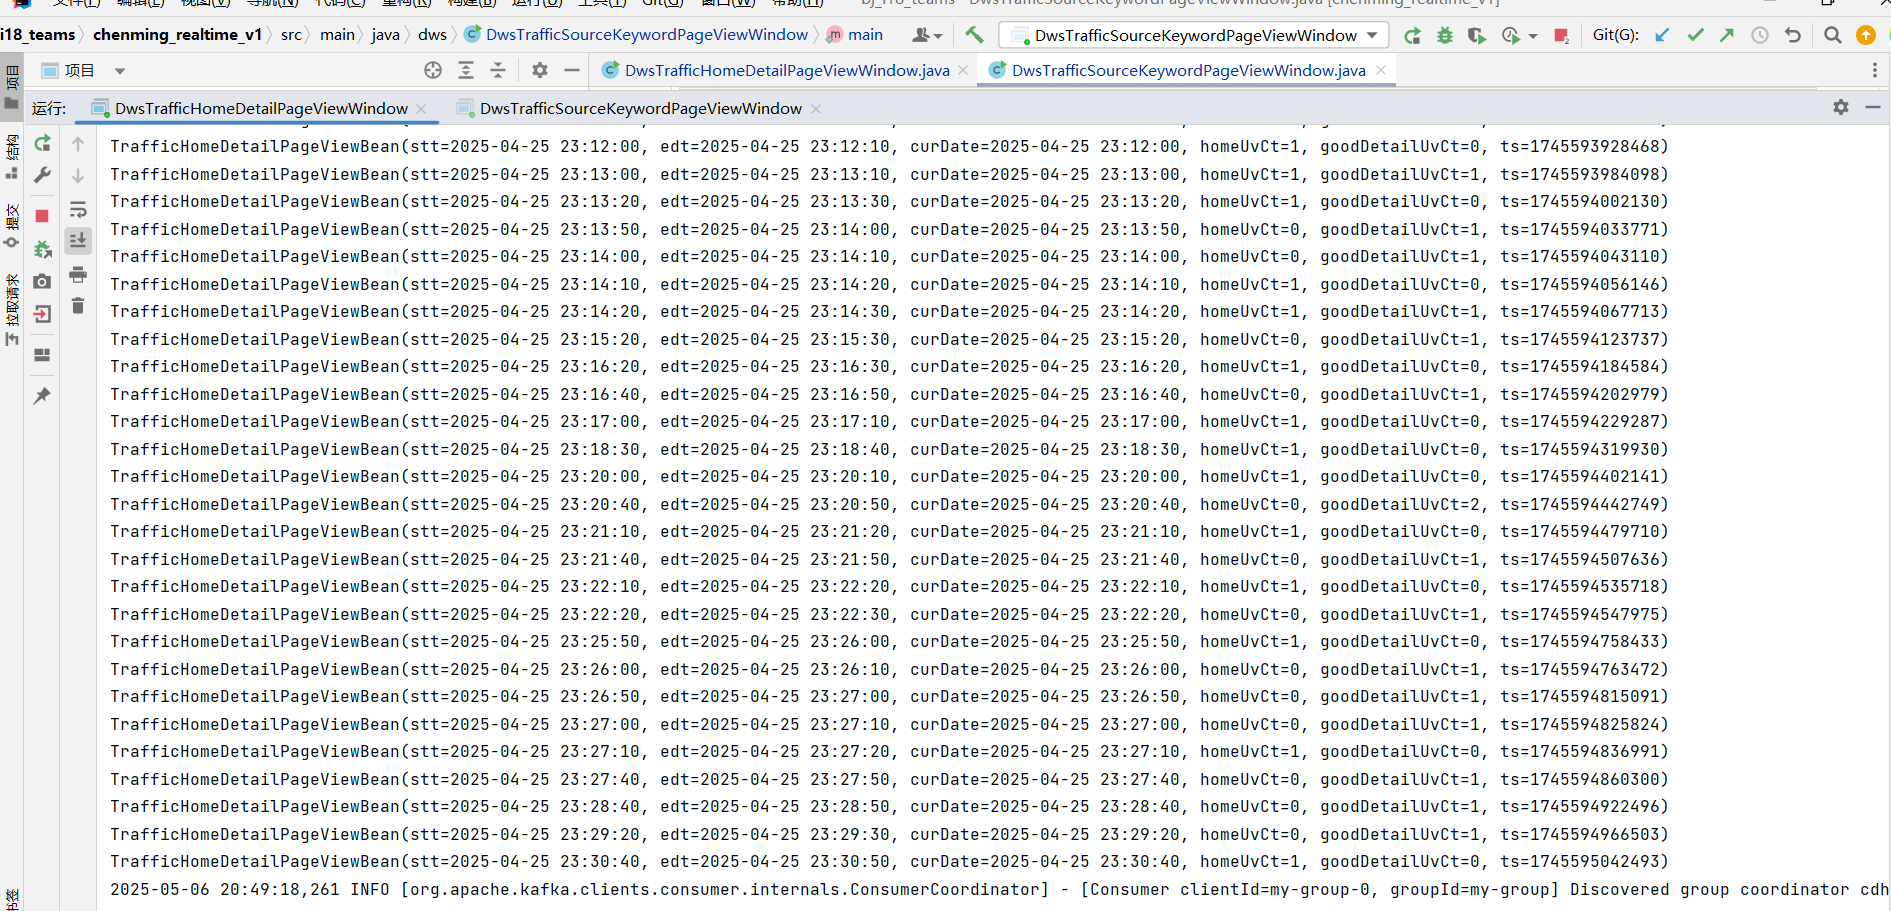 文件(F) 编辑(E) 视图(V) 导航(N) 代码(C) 重构(R) 构建(B) 运行(U) 工具(T) Git(G) 窗口(W) 帮助(H) bj_i18_teams - DwsTrafficSourceKeywordPageViewWindow.java [chenming_realtime_v1]
i18_teams chenming_realtime_v1 src main java dws DwsTrafficSourceKeywordPageViewWindow main DwsTrafficSourceKeywordPageViewWindow Git(G):
项目 DwsTrafficHomeDetailPageViewWindow.java DwsTrafficSourceKeywordPageViewWindow.java
运行: DwsTrafficHomeDetailPageViewWindow DwsTrafficSourceKeywordPageViewWindow
项目
结构
提交
拉取请求
书签
TrafficHomeDetailPageViewBean(stt=2025-04-25 23:12:00, edt=2025-04-25 23:12:10, curDate=2025-04-25 23:12:00, homeUvCt=1, goodDetailUvCt=0, ts=1745593928468)
TrafficHomeDetailPageViewBean(stt=2025-04-25 23:13:00, edt=2025-04-25 23:13:10, curDate=2025-04-25 23:13:00, homeUvCt=1, goodDetailUvCt=1, ts=1745593984098)
TrafficHomeDetailPageViewBean(stt=2025-04-25 23:13:20, edt=2025-04-25 23:13:30, curDate=2025-04-25 23:13:20, homeUvCt=1, goodDetailUvCt=0, ts=1745594002130)
TrafficHomeDetailPageViewBean(stt=2025-04-25 23:13:50, edt=2025-04-25 23:14:00, curDate=2025-04-25 23:13:50, homeUvCt=0, goodDetailUvCt=1, ts=1745594033771)
TrafficHomeDetailPageViewBean(stt=2025-04-25 23:14:00, edt=2025-04-25 23:14:10, curDate=2025-04-25 23:14:00, homeUvCt=0, goodDetailUvCt=1, ts=1745594043110)
TrafficHomeDetailPageViewBean(stt=2025-04-25 23:14:10, edt=2025-04-25 23:14:20, curDate=2025-04-25 23:14:10, homeUvCt=1, goodDetailUvCt=0, ts=1745594056146)
TrafficHomeDetailPageViewBean(stt=2025-04-25 23:14:20, edt=2025-04-25 23:14:30, curDate=2025-04-25 23:14:20, homeUvCt=1, goodDetailUvCt=1, ts=1745594067713)
TrafficHomeDetailPageViewBean(stt=2025-04-25 23:15:20, edt=2025-04-25 23:15:30, curDate=2025-04-25 23:15:20, homeUvCt=0, goodDetailUvCt=1, ts=1745594123737)
TrafficHomeDetailPageViewBean(stt=2025-04-25 23:16:20, edt=2025-04-25 23:16:30, curDate=2025-04-25 23:16:20, homeUvCt=1, goodDetailUvCt=0, ts=1745594184584)
TrafficHomeDetailPageViewBean(stt=2025-04-25 23:16:40, edt=2025-04-25 23:16:50, curDate=2025-04-25 23:16:40, homeUvCt=0, goodDetailUvCt=1, ts=1745594202979)
TrafficHomeDetailPageViewBean(stt=2025-04-25 23:17:00, edt=2025-04-25 23:17:10, curDate=2025-04-25 23:17:00, homeUvCt=1, goodDetailUvCt=0, ts=1745594229287)
TrafficHomeDetailPageViewBean(stt=2025-04-25 23:18:30, edt=2025-04-25 23:18:40, curDate=2025-04-25 23:18:30, homeUvCt=1, goodDetailUvCt=0, ts=1745594319930)
TrafficHomeDetailPageViewBean(stt=2025-04-25 23:20:00, edt=2025-04-25 23:20:10, curDate=2025-04-25 23:20:00, homeUvCt=1, goodDetailUvCt=0, ts=1745594402141)
TrafficHomeDetailPageViewBean(stt=2025-04-25 23:20:40, edt=2025-04-25 23:20:50, curDate=2025-04-25 23:20:40, homeUvCt=0, goodDetailUvCt=2, ts=1745594442749)
TrafficHomeDetailPageViewBean(stt=2025-04-25 23:21:10, edt=2025-04-25 23:21:20, curDate=2025-04-25 23:21:10, homeUvCt=1, goodDetailUvCt=0, ts=1745594479710)
TrafficHomeDetailPageViewBean(stt=2025-04-25 23:21:40, edt=2025-04-25 23:21:50, curDate=2025-04-25 23:21:40, homeUvCt=0, goodDetailUvCt=1, ts=1745594507636)
TrafficHomeDetailPageViewBean(stt=2025-04-25 23:22:10, edt=2025-04-25 23:22:20, curDate=2025-04-25 23:22:10, homeUvCt=1, goodDetailUvCt=0, ts=1745594535718)
TrafficHomeDetailPageViewBean(stt=2025-04-25 23:22:20, edt=2025-04-25 23:22:30, curDate=2025-04-25 23:22:20, homeUvCt=0, goodDetailUvCt=1, ts=1745594547975)
TrafficHomeDetailPageViewBean(stt=2025-04-25 23:25:50, edt=2025-04-25 23:26:00, curDate=2025-04-25 23:25:50, homeUvCt=1, goodDetailUvCt=0, ts=1745594758433)
TrafficHomeDetailPageViewBean(stt=2025-04-25 23:26:00, edt=2025-04-25 23:26:10, curDate=2025-04-25 23:26:00, homeUvCt=0, goodDetailUvCt=1, ts=1745594763472)
TrafficHomeDetailPageViewBean(stt=2025-04-25 23:26:50, edt=2025-04-25 23:27:00, curDate=2025-04-25 23:26:50, homeUvCt=0, goodDetailUvCt=1, ts=1745594815091)
TrafficHomeDetailPageViewBean(stt=2025-04-25 23:27:00, edt=2025-04-25 23:27:10, curDate=2025-04-25 23:27:00, homeUvCt=0, goodDetailUvCt=1, ts=1745594825824)
TrafficHomeDetailPageViewBean(stt=2025-04-25 23:27:10, edt=2025-04-25 23:27:20, curDate=2025-04-25 23:27:10, homeUvCt=1, goodDetailUvCt=0, ts=1745594836991)
TrafficHomeDetailPageViewBean(stt=2025-04-25 23:27:40, edt=2025-04-25 23:27:50, curDate=2025-04-25 23:27:40, homeUvCt=0, goodDetailUvCt=1, ts=1745594860300)
TrafficHomeDetailPageViewBean(stt=2025-04-25 23:28:40, edt=2025-04-25 23:28:50, curDate=2025-04-25 23:28:40, homeUvCt=0, goodDetailUvCt=1, ts=1745594922496)
TrafficHomeDetailPageViewBean(stt=2025-04-25 23:29:20, edt=2025-04-25 23:29:30, curDate=2025-04-25 23:29:20, homeUvCt=0, goodDetailUvCt=1, ts=1745594966503)
TrafficHomeDetailPageViewBean(stt=2025-04-25 23:30:40, edt=2025-04-25 23:30:50, curDate=2025-04-25 23:30:40, homeUvCt=1, goodDetailUvCt=0, ts=1745595042493)
2025-05-06 20:49:18,261 INFO [org.apache.kafka.clients.consumer.internals.ConsumerCoordinator] - [Consumer clientId=my-group-0, groupId=my-group] Discovered group coordinator cdh